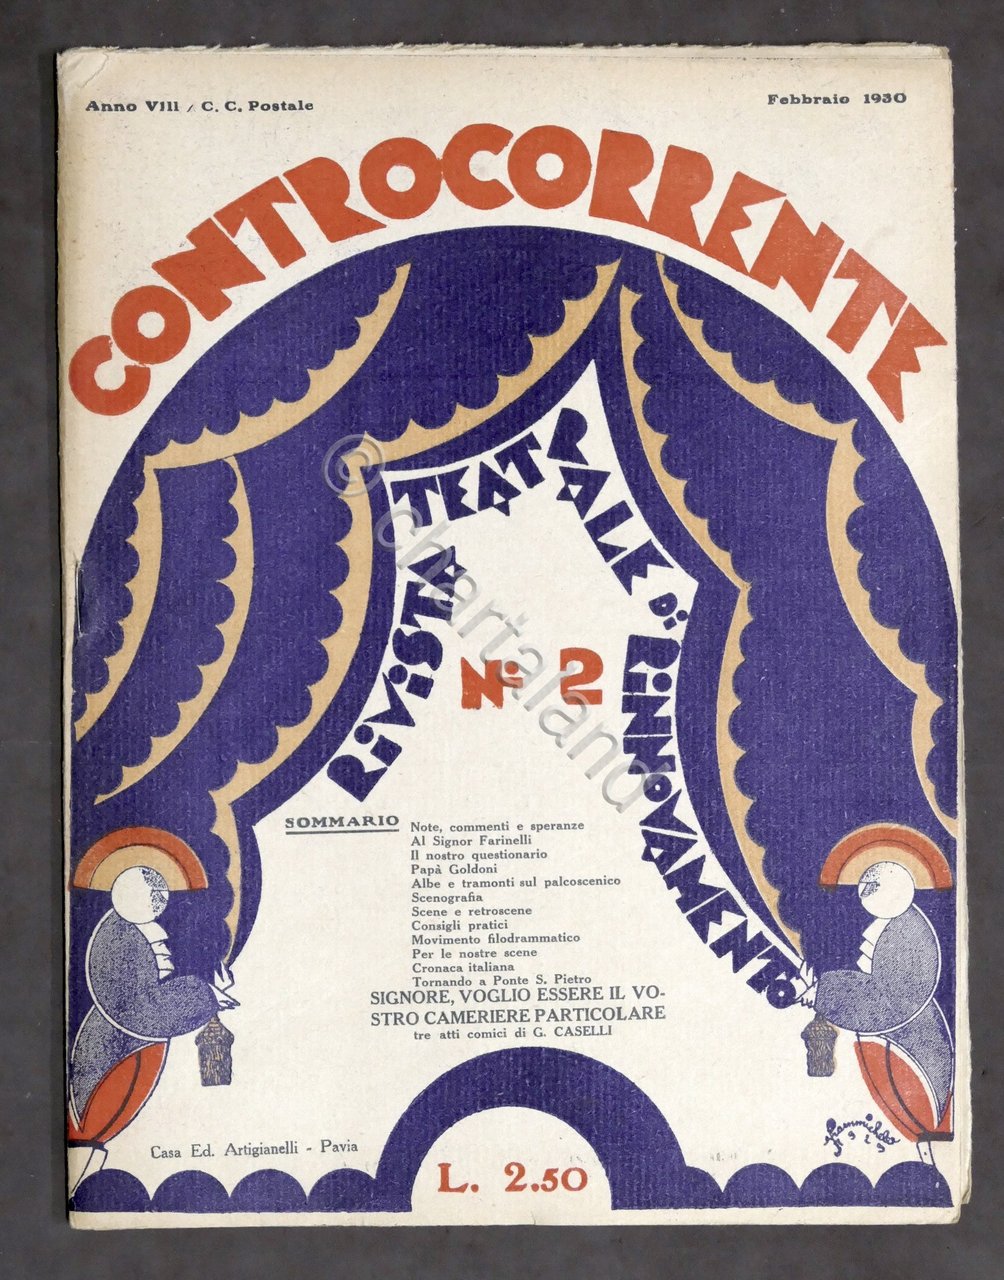 Anno VIII / C. C. Postale
Febbraio 1930
CONTROCORRENTE
RiViSTA TEATRALE Di RiNNOVAMENTO
N. 2
SOMMARIO
Note, commenti e speranze
Al Signor Farinelli
Il nostro questionario
Papà Goldoni
Albe e tramonti sul palcoscenico
Scenografia
Scene e retroscene
Consigli pratici
Movimento filodrammatico
Per le nostre scene
Cronaca italiana
Tornando a Ponte S. Pietro
SIGNORE, VOGLIO ESSERE IL VO-
STRO CAMERIERE PARTICOLARE
tre atti comici di G. CASELLI
Casa Ed. Artigianelli - Pavia
L. 2.50
© chartaland